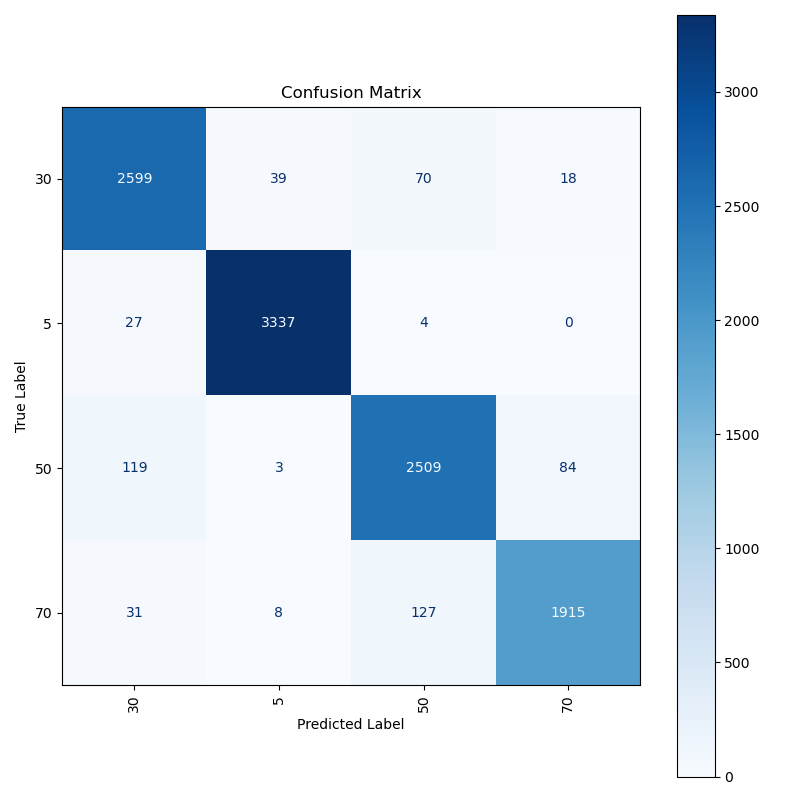 Confusion Matrix
30 2599 39 70 18
5 27 3337 4 0
50 119 3 2509 84
70 31 8 127 1915
30 5 50 70
True Label
Predicted Label
3000
2500
2000
1500
1000
500
0